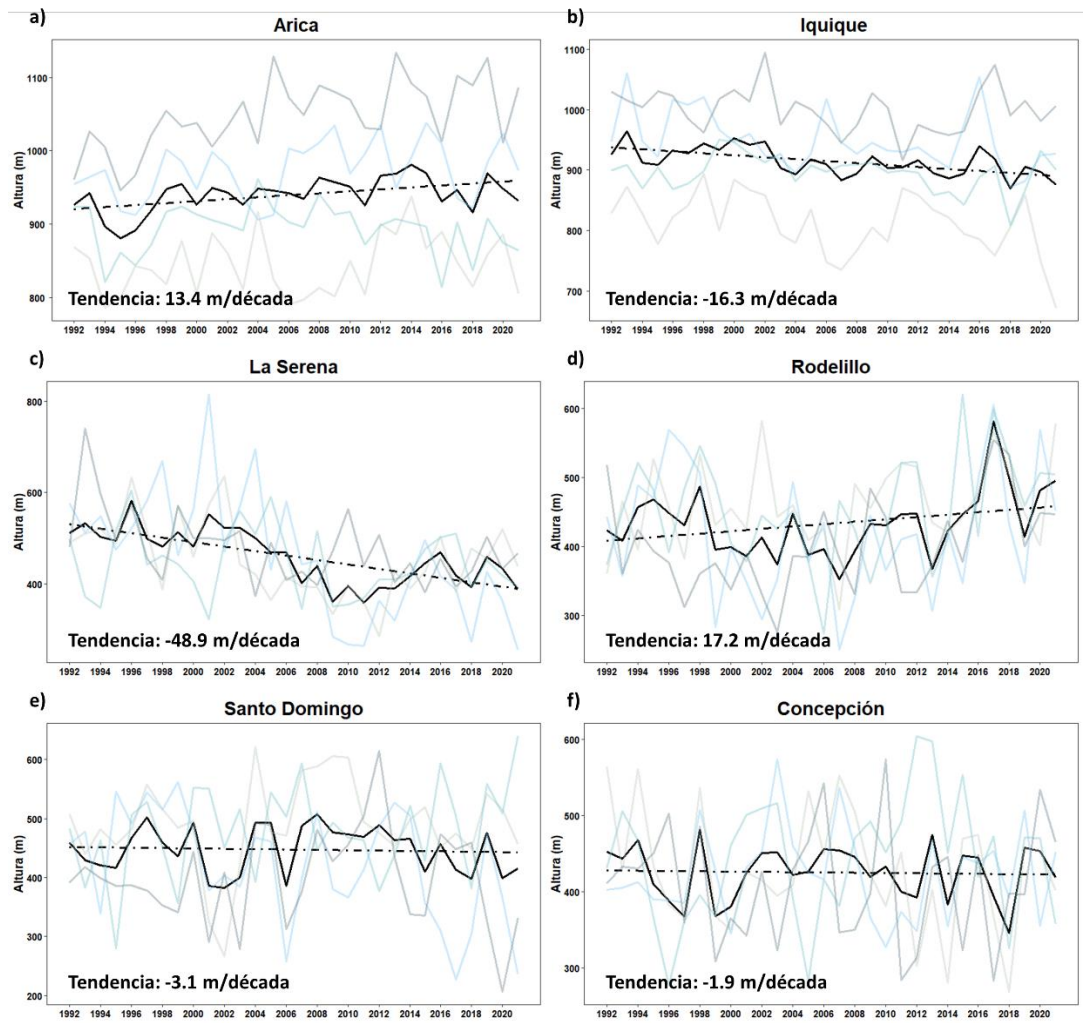 a)
Arica
Altura (m)
1100
1000
900
800
Tendencia: 13.4 m/década
1992 1994 1996 1998 2000 2002 2004 2006 2008 2010 2012 2014 2016 2018 2020
b)
Iquique
Altura (m)
1100
1000
900
800
700
Tendencia: -16.3 m/década
1992 1994 1996 1998 2000 2002 2004 2006 2008 2010 2012 2014 2016 2018 2020
c)
La Serena
Altura (m)
800
600
400
Tendencia: -48.9 m/década
1992 1994 1996 1998 2000 2002 2004 2006 2008 2010 2012 2014 2016 2018 2020
d)
Rodelillo
Altura (m)
600
500
400
300
Tendencia: 17.2 m/década
1992 1994 1996 1998 2000 2002 2004 2006 2008 2010 2012 2014 2016 2018 2020
e)
Santo Domingo
Altura (m)
600
500
400
300
200
Tendencia: -3.1 m/década
1992 1994 1996 1998 2000 2002 2004 2006 2008 2010 2012 2014 2016 2018 2020
f)
Concepción
Altura (m)
600
500
400
300
Tendencia: -1.9 m/década
1992 1994 1996 1998 2000 2002 2004 2006 2008 2010 2012 2014 2016 2018 2020